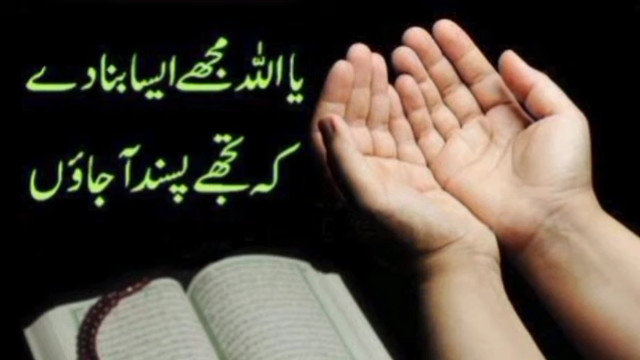 یا اللہ مجھے ایسا بنا دے
کہ تجھے پسند آ جاؤں